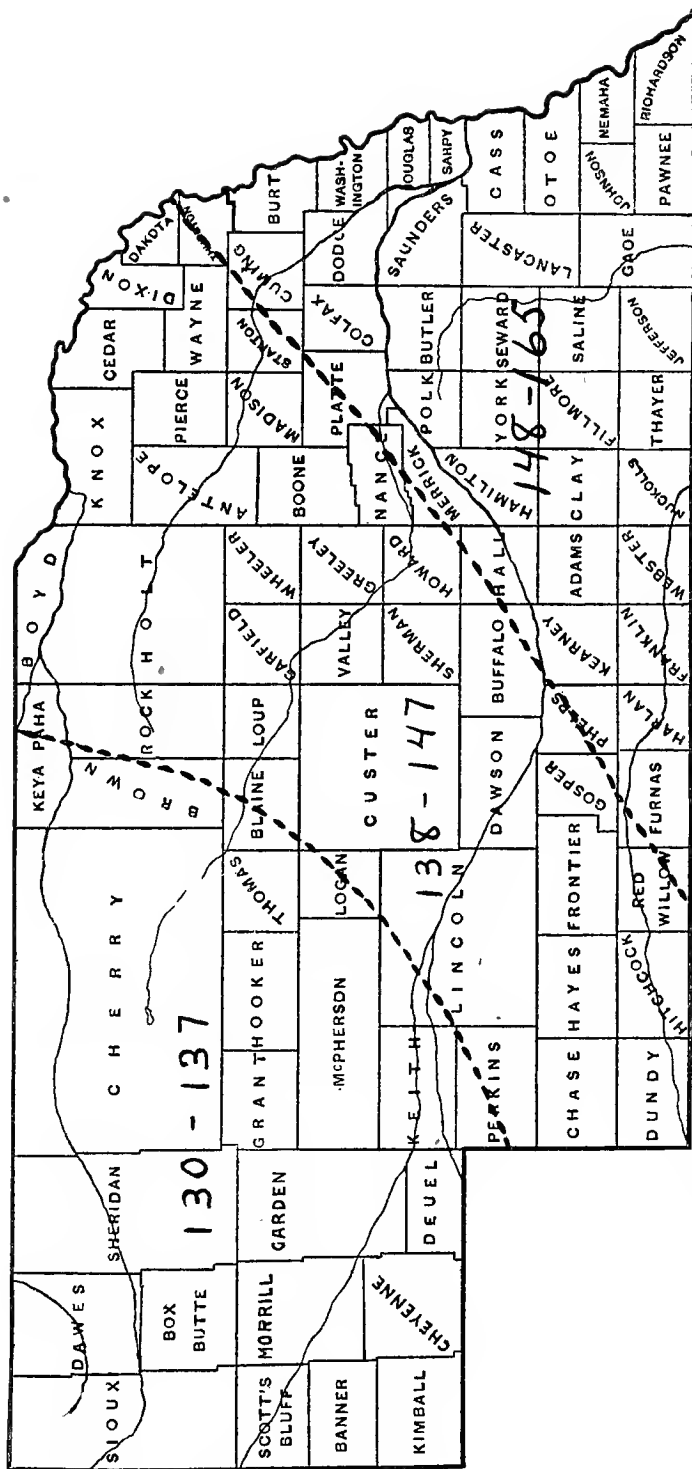 SIOUX
DAWES
SHERIDAN
CHERRY
KEYA PAHA
BOYD
BROWN
ROCK
HOLT
KNOX
CEDAR
DIXON
DAKOTA
BOX
BUTTE
130 - 137
ANTELOPE
PIERCE
WAYNE
SCOTT'S
BLUFF
MORRILL
GARDEN
GRANT
HOOKER
THOMAS
BLAINE
LOUP
GARFIELD
WHEELER
BOONE
MADISON
STANTON
CUMING
BURT
BANNER
McPHERSON
LOGAN
CUSTER
VALLEY
GREELEY
NANCE
PLATTE
COLFAX
DODGE
WASH-
INGTON
KIMBALL
CHEYENNE
DEUEL
KEITH
LINCOLN
138 - 147
SHERMAN
HOWARD
MERRICK
POLK
BUTLER
SAUNDERS
DOUGLAS
SARPY
PERKINS
DAWSON
BUFFALO
HALL
HAMILTON
YORK
SEWARD
LANCASTER
CASS
148 - 165
CHASE
HAYES
FRONTIER
GOSPER
PHELPS
KEARNEY
ADAMS
CLAY
FILLMORE
SALINE
OTOE
DUNDY
HITCHCOCK
RED
WILLOW
FURNAS
HARLAN
FRANKLIN
WEBSTER
NUCKOLLS
THAYER
JEFFERSON
GAGE
JOHNSON
NEMAHA
PAWNEE
RICHARDSON